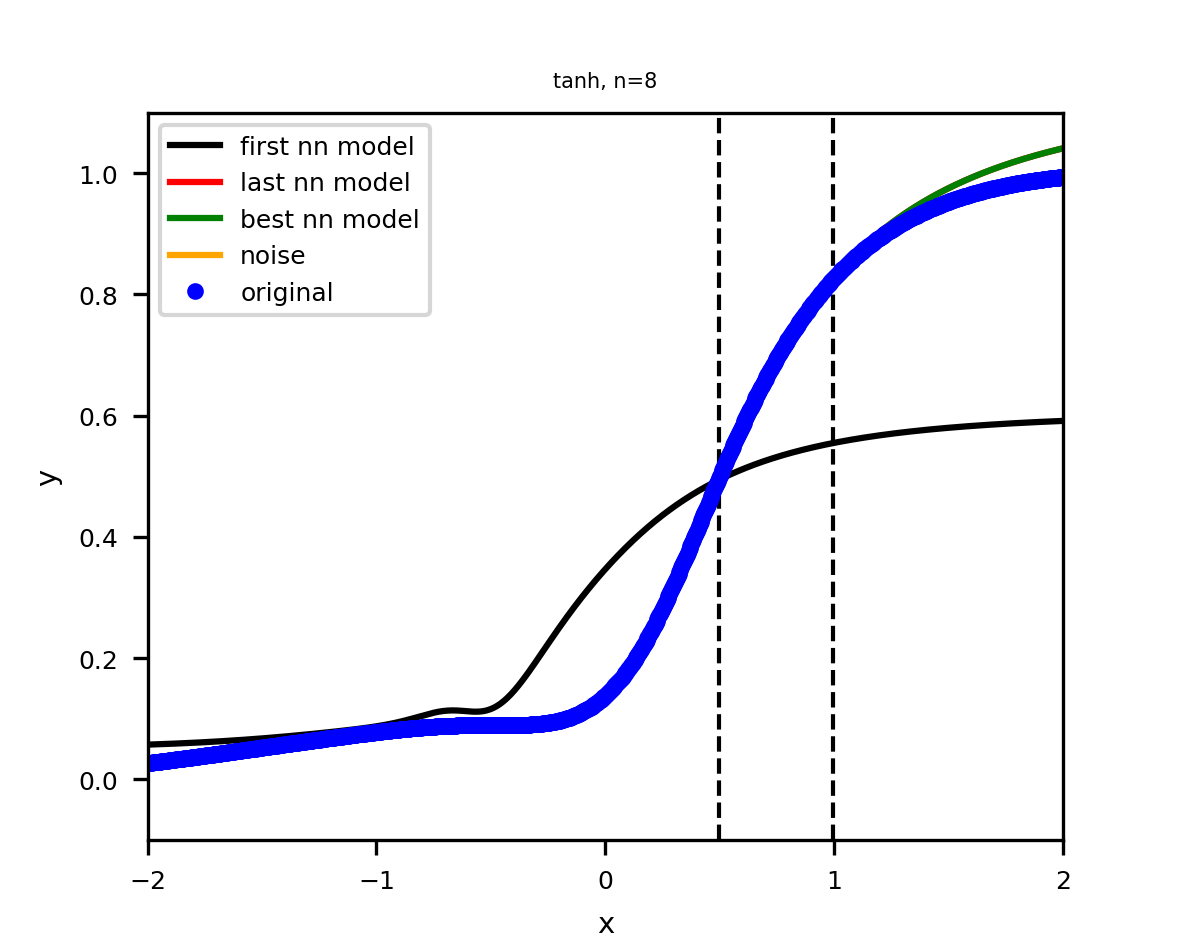 tanh, n=8
first nn model
last nn model
best nn model
noise
original
1.0
0.8
0.6
0.4
0.2
0.0
y
−2
−1
0
1
2
x